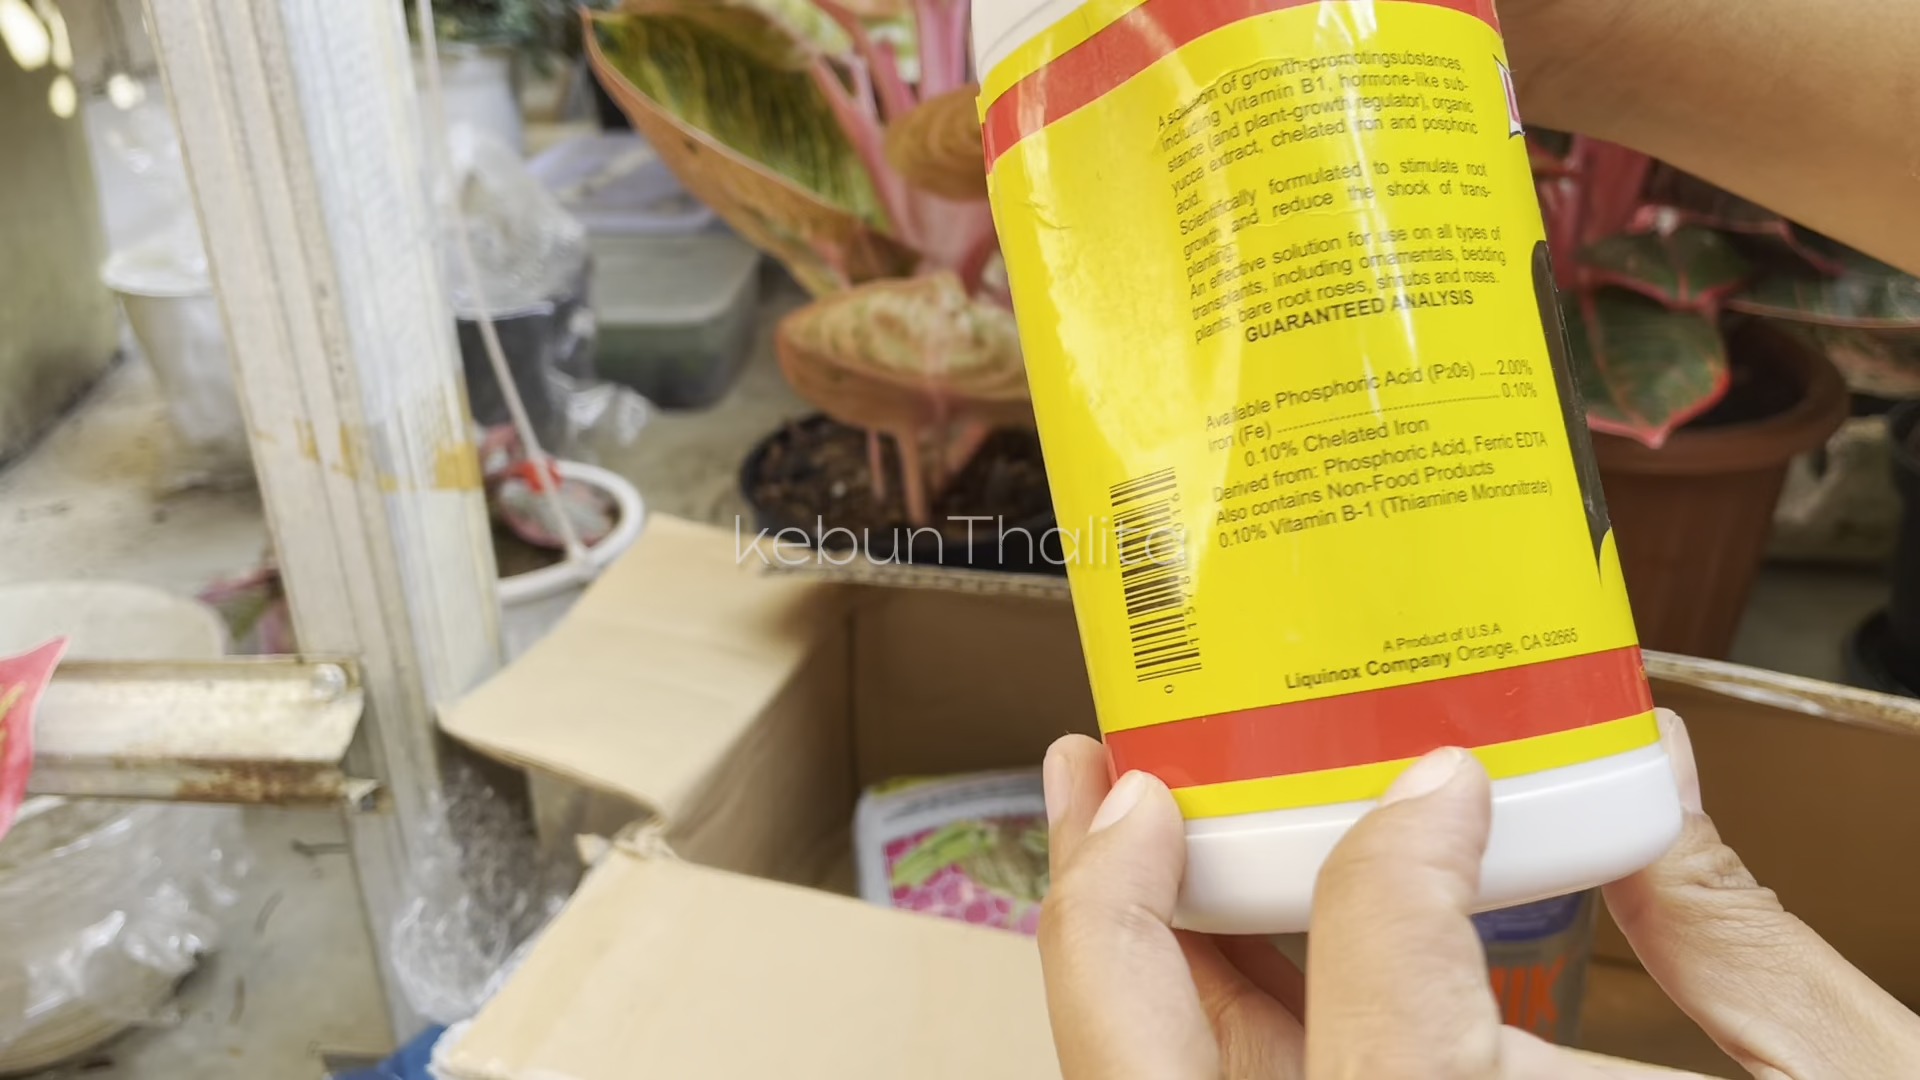 A solution of growth-promotingsubstances,
including Vitamin B1, hormone-like sub-
stance (and plant-growth regulator), organic
yucca extract, chelated iron and posphoric
acid.
Scientifically formulated to stimulate root
growth and reduce the shock of trans-
planting.
An effective solution for use on all types of
transplants, including ornamentals, bedding
plants, bare root roses, shrubs and roses.
GUARANTEED ANALYSIS
Available Phosphoric Acid (P2O5) .... 2.00%
Iron (Fe) ........................................ 0.10%
0.10% Chelated Iron
Derived from: Phosphoric Acid, Ferric EDTA
Also contains Non-Food Products
0.10% Vitamin B-1 (Thiamine Mononitrate)
A Product of U.S.A
Liquinox Company Orange, CA 92665
kebunThalita